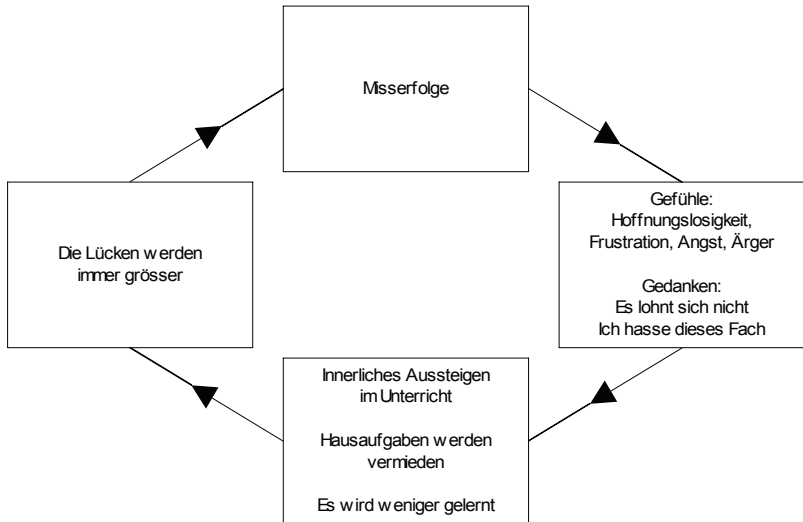 Misserfolge
Gefühle:
Hoffnungslosigkeit,
Frustration, Angst, Ärger
Gedanken:
Es lohnt sich nicht
Ich hasse dieses Fach
Innerliches Aussteigen
im Unterricht
Hausaufgaben werden
vermieden
Es wird weniger gelernt
Die Lücken werden
immer grösser